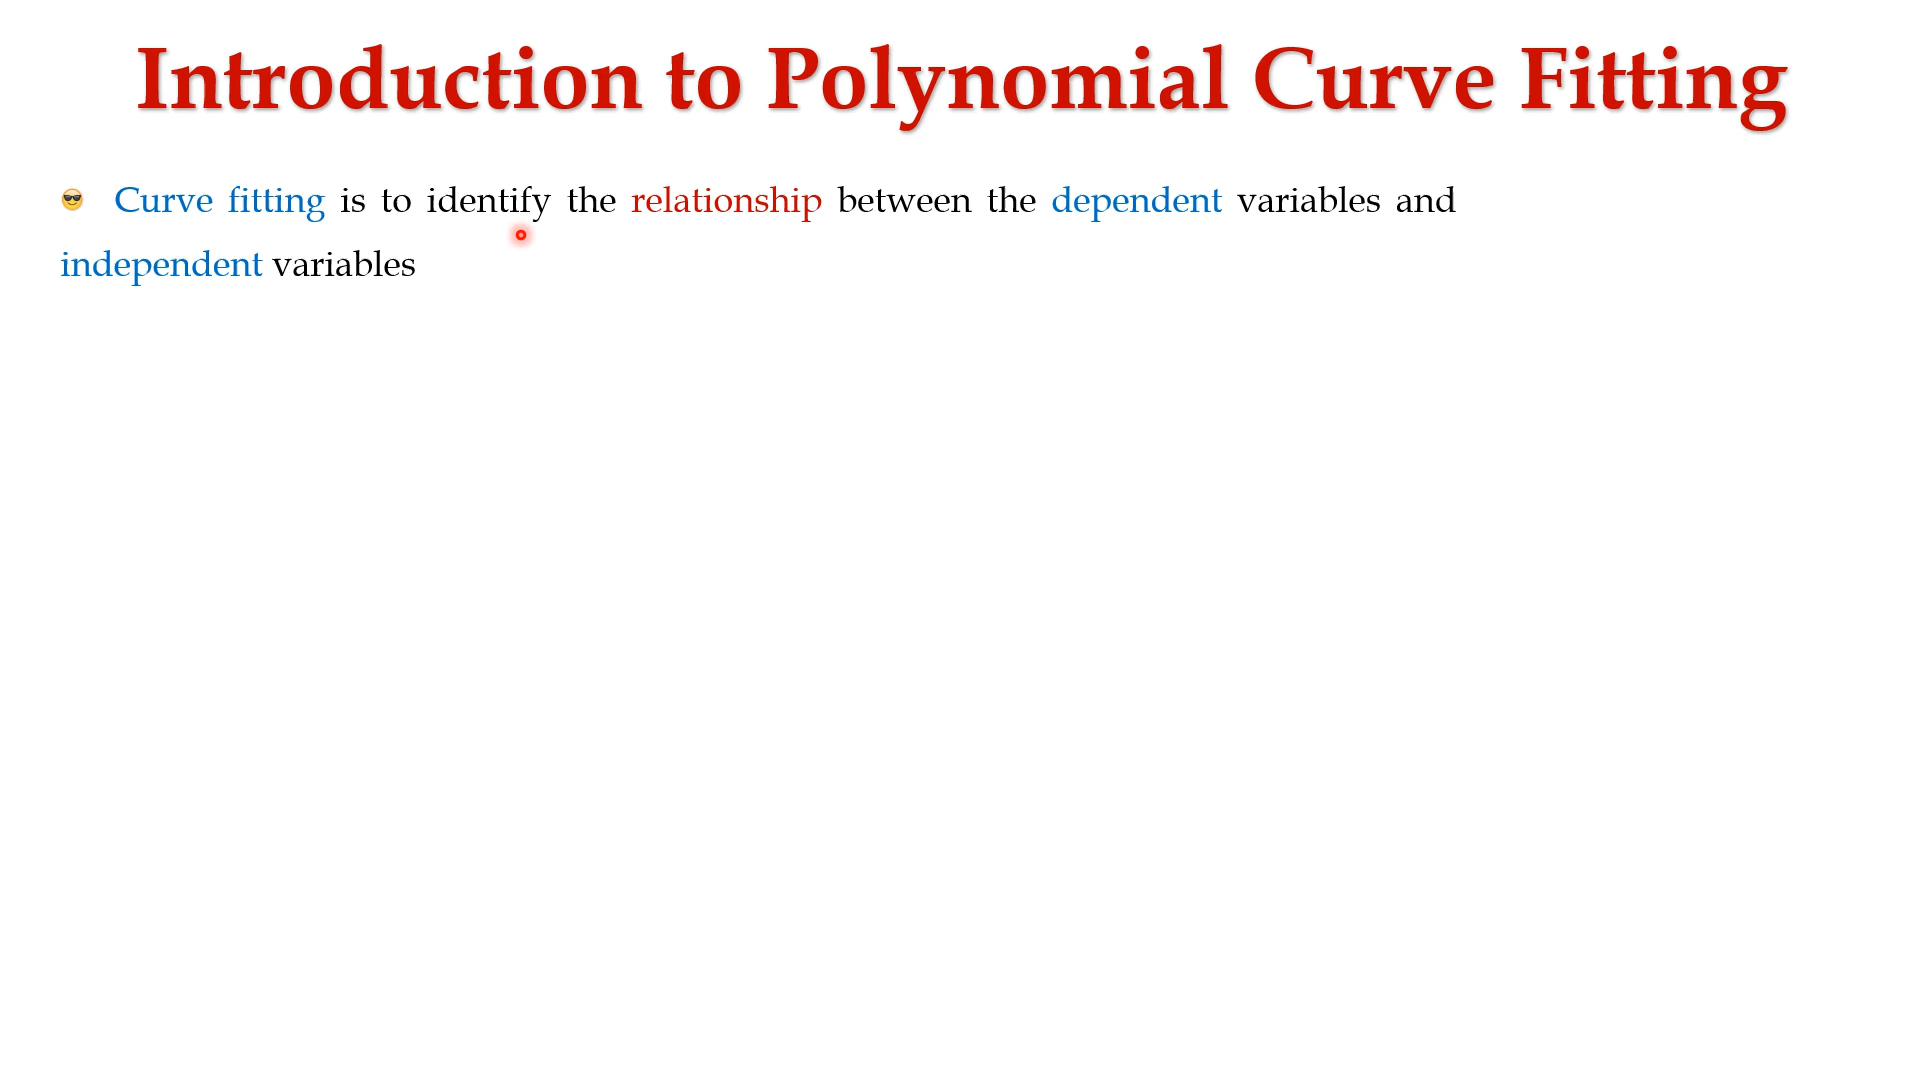 Introduction to Polynomial Curve Fitting
😎 Curve fitting is to identify the relationship between the dependent variables and
independent variables